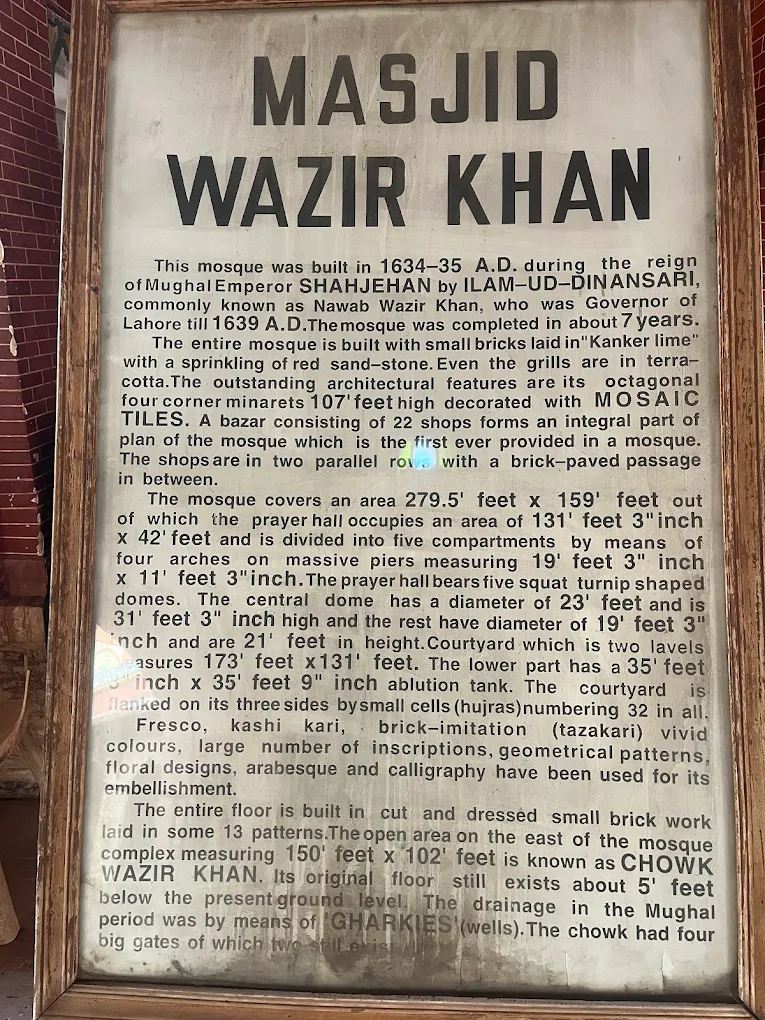 MASJID
WAZIR KHAN
This mosque was built in 1634–35 A.D. during the reign
of Mughal Emperor SHAHJEHAN by ILAM–UD–DIN ANSARI,
commonly known as Nawab Wazir Khan, who was Governor of
Lahore till 1639 A.D. The mosque was completed in about 7 years.
The entire mosque is built with small bricks laid in "Kanker lime"
with a sprinkling of red sand–stone. Even the grills are in terra–
cotta. The outstanding architectural features are its octagonal
four corner minarets 107' feet high decorated with MOSAIC
TILES. A bazar consisting of 22 shops forms an integral part of
plan of the mosque which is the first ever provided in a mosque.
The shops are in two parallel rows with a brick–paved passage
in between.
The mosque covers an area 279.5' feet x 159' feet out
of which the prayer hall occupies an area of 131' feet 3" inch
x 42' feet and is divided into five compartments by means of
four arches on massive piers measuring 19' feet 3" inch
x 11' feet 3" inch. The prayer hall bears five squat turnip shaped
domes. The central dome has a diameter of 23' feet and is
31' feet 3" inch high and the rest have diameter of 19' feet 3"
inch and are 21' feet in height. Courtyard which is two lavels
measures 173' feet x 131' feet. The lower part has a 35' feet
inch x 35' feet 9" inch ablution tank. The courtyard is
flanked on its three sides by small cells (hujras) numbering 32 in all.
Fresco, kashi kari, brick–imitation (tazakari) vivid
colours, large number of inscriptions, geometrical patterns,
floral designs, arabesque and calligraphy have been used for its
embellishment.
The entire floor is built in cut and dressed small brick work
laid in some 13 patterns. The open area on the east of the mosque
complex measuring 150' feet x 102' feet is known as CHOWK
WAZIR KHAN. Its original floor still exists about 5' feet
below the present ground level. The drainage in the Mughal
period was by means of 'GHARKIES' (wells). The chowk had four
big gates of which two still exist